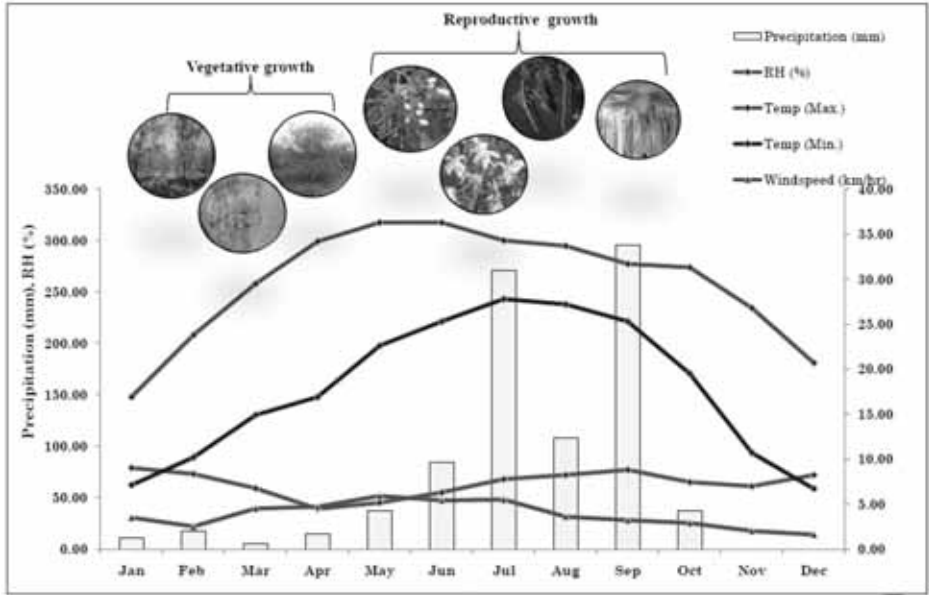 Reproductive growth
Vegetative growth
Precipitation (mm)
RH (%)
Temp (Max.)
Temp (Min.)
Windspeed (km/hr)
Precipitation (mm), RH (%)
350.00
300.00
250.00
200.00
150.00
100.00
50.00
0.00
40.00
35.00
30.00
25.00
20.00
15.00
10.00
5.00
0.00
Jan Feb Mar Apr May Jun Jul Aug Sep Oct Nov Dec